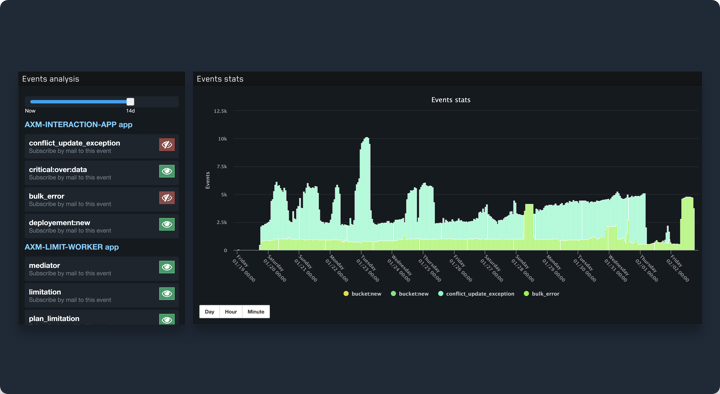 Events analysis
Now
14d
AXM-INTERACTION-APP app
conflict_update_exception
Subscribe by mail to this event
critical:over:data
Subscribe by mail to this event
bulk_error
Subscribe by mail to this event
deployement:new
Subscribe by mail to this event
AXM-LIMIT-WORKER app
mediator
Subscribe by mail to this event
limitation
Subscribe by mail to this event
plan_limitation
Events stats
Events stats
Events
12.5k
10k
7.5k
5k
2.5k
0
Friday
01/19 00:00
Saturday
01/20 00:00
Sunday
01/21 00:00
Monday
01/22 00:00
Tuesday
01/23 00:00
Wednesday
01/24 00:00
Thursday
01/25 00:00
Friday
01/26 00:00
Saturday
01/27 00:00
Sunday
01/28 00:00
Monday
01/29 00:00
Tuesday
01/30 00:00
Wednesday
01/31 00:00
Thursday
02/01 00:00
Friday
02/02 00:00
bucket:new
bucket:new
conflict_update_exception
bulk_error
Day
Hour
Minute